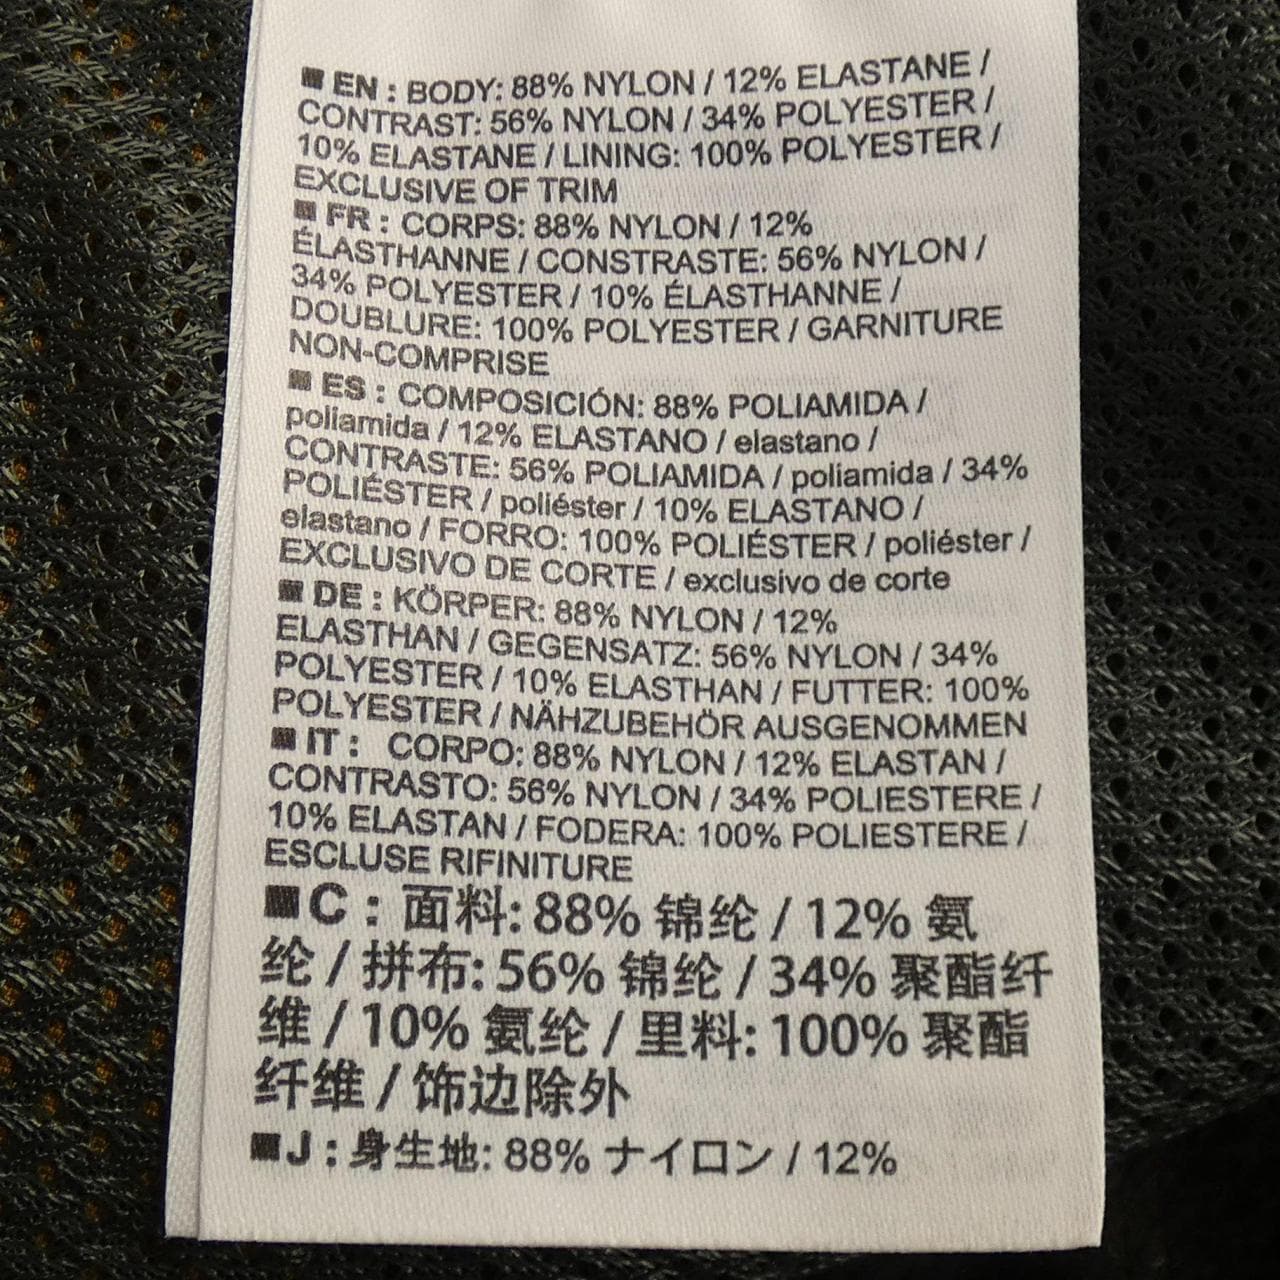 ■ EN : BODY: 88% NYLON / 12% ELASTANE /
CONTRAST: 56% NYLON / 34% POLYESTER /
10% ELASTANE / LINING: 100% POLYESTER /
EXCLUSIVE OF TRIM
■ FR : CORPS: 88% NYLON / 12%
ÉLASTHANNE / CONSTRASTE: 56% NYLON /
34% POLYESTER / 10% ÉLASTHANNE /
DOUBLURE: 100% POLYESTER / GARNITURE
NON-COMPRISE
■ ES : COMPOSICIÓN: 88% POLIAMIDA /
poliamida / 12% ELASTANO / elastano /
CONTRASTE: 56% POLIAMIDA / poliamida / 34%
POLIÉSTER / poliéster / 10% ELASTANO /
elastano / FORRO: 100% POLIÉSTER / poliéster /
EXCLUSIVO DE CORTE / exclusivo de corte
■ DE : KÖRPER: 88% NYLON / 12%
ELASTHAN / GEGENSATZ: 56% NYLON / 34%
POLYESTER / 10% ELASTHAN / FUTTER: 100%
POLYESTER / NÄHZUBEHÖR AUSGENOMMEN
■ IT : CORPO: 88% NYLON / 12% ELASTAN /
CONTRASTO: 56% NYLON / 34% POLIESTERE /
10% ELASTAN / FODERA: 100% POLIESTERE /
ESCLUSE RIFINITURE
■ C : 面料: 88% 锦纶 / 12% 氨
纶 / 拼布: 56% 锦纶 / 34% 聚酯纤
维 / 10% 氨纶 / 里料: 100% 聚酯
纤维 / 饰边除外
■ J : 身生地: 88% ナイロン / 12%